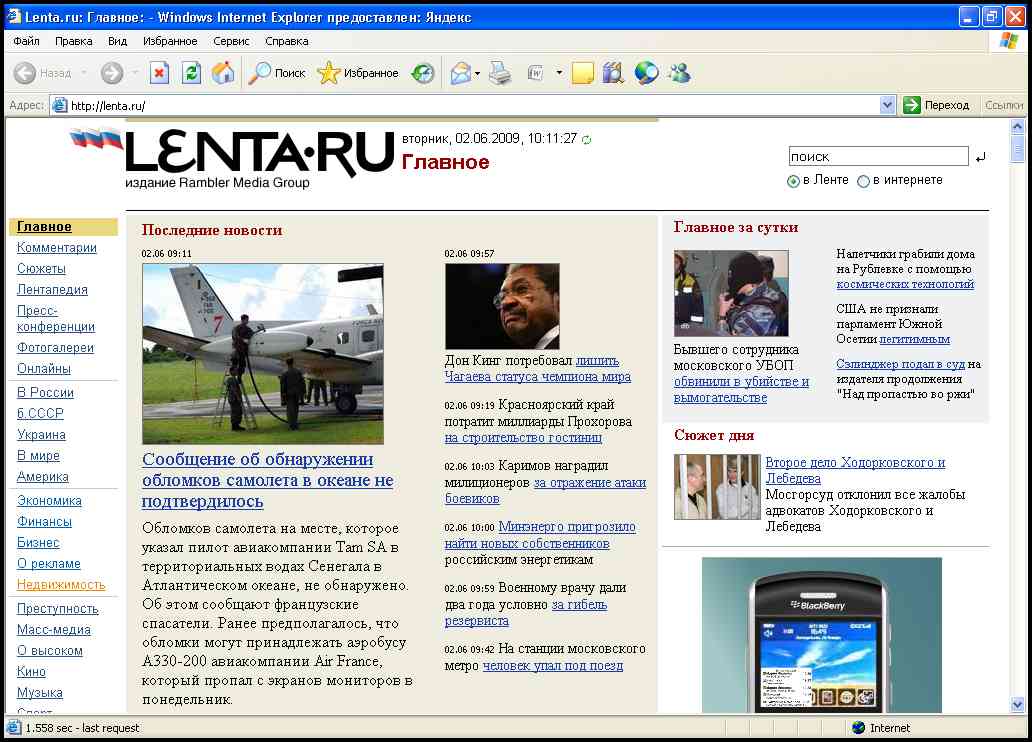 Lenta.ru: Главное: - Windows Internet Explorer предоставлен: Яндекс
Файл Правка Вид Избранное Сервис Справка
Назад Поиск Избранное
Адрес: http://lenta.ru/ Переход Ссылки
LENTA·RU
издание Rambler Media Group
вторник, 02.06.2009, 10:11:27
Главное
поиск
в Ленте в интернете
Главное
Комментарии
Сюжеты
Лентапедия
Пресс-
конференции
Фотогалереи
Онлайны
В России
б.СССР
Украина
В мире
Америка
Экономика
Финансы
Бизнес
О рекламе
Недвижимость
Преступность
Масс-медиа
О высоком
Кино
Музыка
Спорт
Последние новости
02.06 09:11
7
Сообщение об обнаружении
обломков самолета в океане не
подтвердилось
Обломков самолета на месте, которое
указал пилот авиакомпании Tam SA в
территориальных водах Сенегала в
Атлантическом океане, не обнаружено.
Об этом сообщают французские
спасатели. Ранее предполагалось, что
обломки могут принадлежать аэробусу
A330-200 авиакомпании Air France,
который пропал с экранов мониторов в
понедельник.
02.06 09:57
Дон Кинг потребовал лишить
Чагаева статуса чемпиона мира
02.06 09:19 Красноярский край
потратит миллиарды Прохорова
на строительство гостиниц
02.06 10:03 Каримов наградил
милиционеров за отражение атаки
боевиков
02.06 10:00 Минэнерго пригрозило
найти новых собственников
российским энергетикам
02.06 09:59 Военному врачу дали
два года условно за гибель
резервиста
02.06 09:42 На станции московского
метро человек упал под поезд
Главное за сутки
Бывшего сотрудника
московского УБОП
обвинили в убийстве и
вымогательстве
Налетчики грабили дома
на Рублевке с помощью
космических технологий
США не признали
парламент Южной
Осетии легитимным
Сэлинджер подал в суд на
издателя продолжения
"Над пропастью во ржи"
Сюжет дня
Второе дело Ходорковского и
Лебедева
Мосгорсуд отклонил все жалобы
адвокатов Ходорковского и
Лебедева
BlackBerry
1.558 sec - last request
Internet